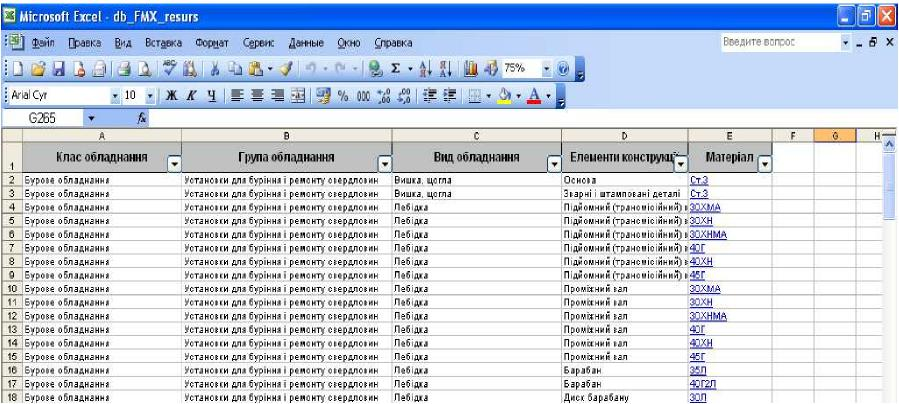 Microsoft Excel - db_FMX_resurs
Файл Правка Вид Вставка Формат Сервис Данные Окно Справка Введите вопрос
75%
Arial Cyr 10 Ж К Ч % 000
G265 fx
A B C D E F G H
1 Клас обладнання Група обладнання Вид обладнання Елементи конструкц Матеріал
2 Бурове обладнання Установки для буріння і ремонту свердловин Вишка, щогла Основа Ст.3
3 Бурове обладнання Установки для буріння і ремонту свердловин Вишка, щогла Зварні і штамповані деталі Ст.3
4 Бурове обладнання Установки для буріння і ремонту свердловин Лебідка Підйомний (трансмісійний) в 30ХМА
5 Бурове обладнання Установки для буріння і ремонту свердловин Лебідка Підйомний (трансмісійний) в 30ХН
6 Бурове обладнання Установки для буріння і ремонту свердловин Лебідка Підйомний (трансмісійний) в 30ХНМА
7 Бурове обладнання Установки для буріння і ремонту свердловин Лебідка Підйомний (трансмісійний) в 40Г
8 Бурове обладнання Установки для буріння і ремонту свердловин Лебідка Підйомний (трансмісійний) в 40ХН
9 Бурове обладнання Установки для буріння і ремонту свердловин Лебідка Підйомний (трансмісійний) в 45Г
10 Бурове обладнання Установки для буріння і ремонту свердловин Лебідка Проміжний вал 30ХМА
11 Бурове обладнання Установки для буріння і ремонту свердловин Лебідка Проміжний вал 30ХН
12 Бурове обладнання Установки для буріння і ремонту свердловин Лебідка Проміжний вал 30ХНМА
13 Бурове обладнання Установки для буріння і ремонту свердловин Лебідка Проміжний вал 40Г
14 Бурове обладнання Установки для буріння і ремонту свердловин Лебідка Проміжний вал 40ХН
15 Бурове обладнання Установки для буріння і ремонту свердловин Лебідка Проміжний вал 45Г
16 Бурове обладнання Установки для буріння і ремонту свердловин Лебідка Барабан 35Л
17 Бурове обладнання Установки для буріння і ремонту свердловин Лебідка Барабан 40Г2Л
18 Бурове обладнання Установки для буріння і ремонту свердловин Лебідка Диск барабану 30Л